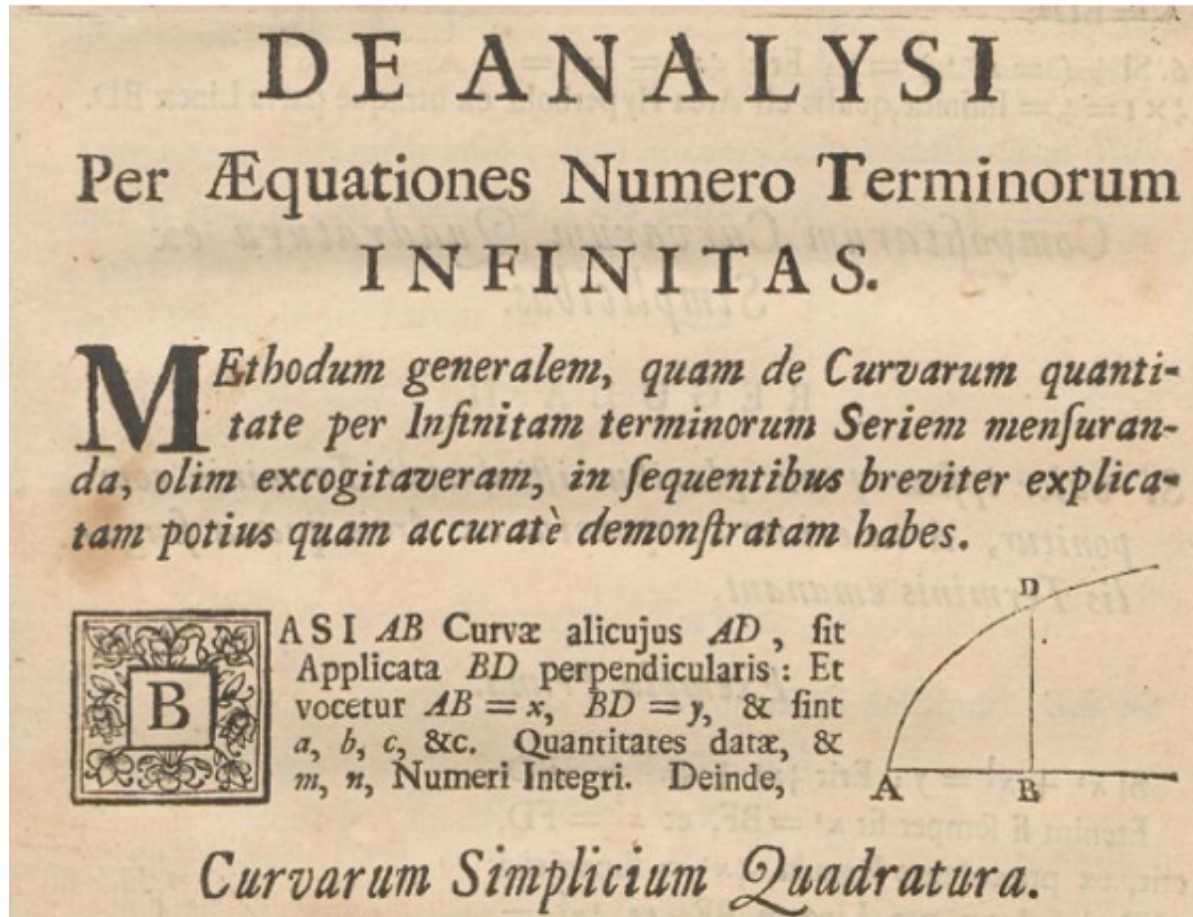 DE ANALYSI
Per Æquationes Numero Terminorum
INFINITAS.
MEthodum generalem, quam de Curvarum quanti-
tate per Infinitam terminorum Seriem menſuran-
da, olim excogitaveram, in ſequentibus breviter explica-
tam potius quam accuratè demonſtratam habes.
BASI AB Curvæ alicujus AD, ſit
Applicata BD perpendicularis: Et
vocetur AB = x, BD = y, & ſint
a, b, c, &c. Quantitates datæ, &
m, n, Numeri Integri. Deinde,
D
A B
Curvarum Simplicium Quadratura.